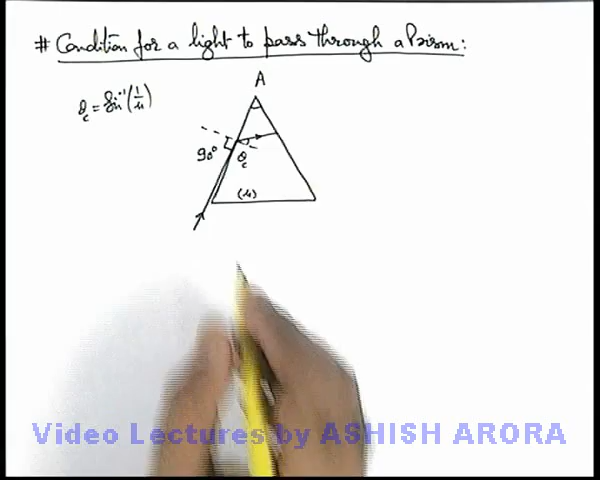 # Condition for a light to pass through a Prism:
A
θc = Sin⁻¹(1/μ)
90°
θc
(μ)
Video Lectures by ASHISH ARORA